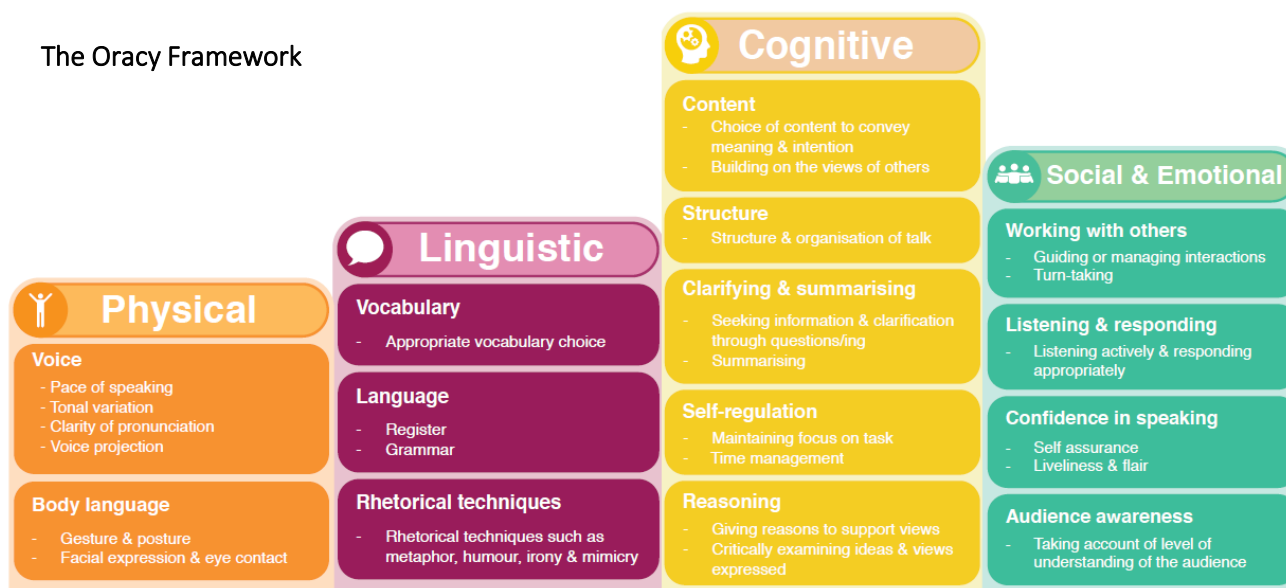 The Oracy Framework
Physical
Voice
- Pace of speaking
- Tonal variation
- Clarity of pronunciation
- Voice projection
Body language
- Gesture & posture
- Facial expression & eye contact
Linguistic
Vocabulary
- Appropriate vocabulary choice
Language
- Register
- Grammar
Rhetorical techniques
- Rhetorical techniques such as
metaphor, humour, irony & mimicry
Cognitive
Content
- Choice of content to convey
meaning & intention
- Building on the views of others
Structure
- Structure & organisation of talk
Clarifying & summarising
- Seeking information & clarification
through questions/ing
- Summarising
Self-regulation
- Maintaining focus on task
- Time management
Reasoning
- Giving reasons to support views
- Critically examining ideas & views
expressed
Social & Emotional
Working with others
- Guiding or managing interactions
- Turn-taking
Listening & responding
- Listening actively & responding
appropriately
Confidence in speaking
- Self assurance
- Liveliness & flair
Audience awareness
- Taking account of level of
understanding of the audience